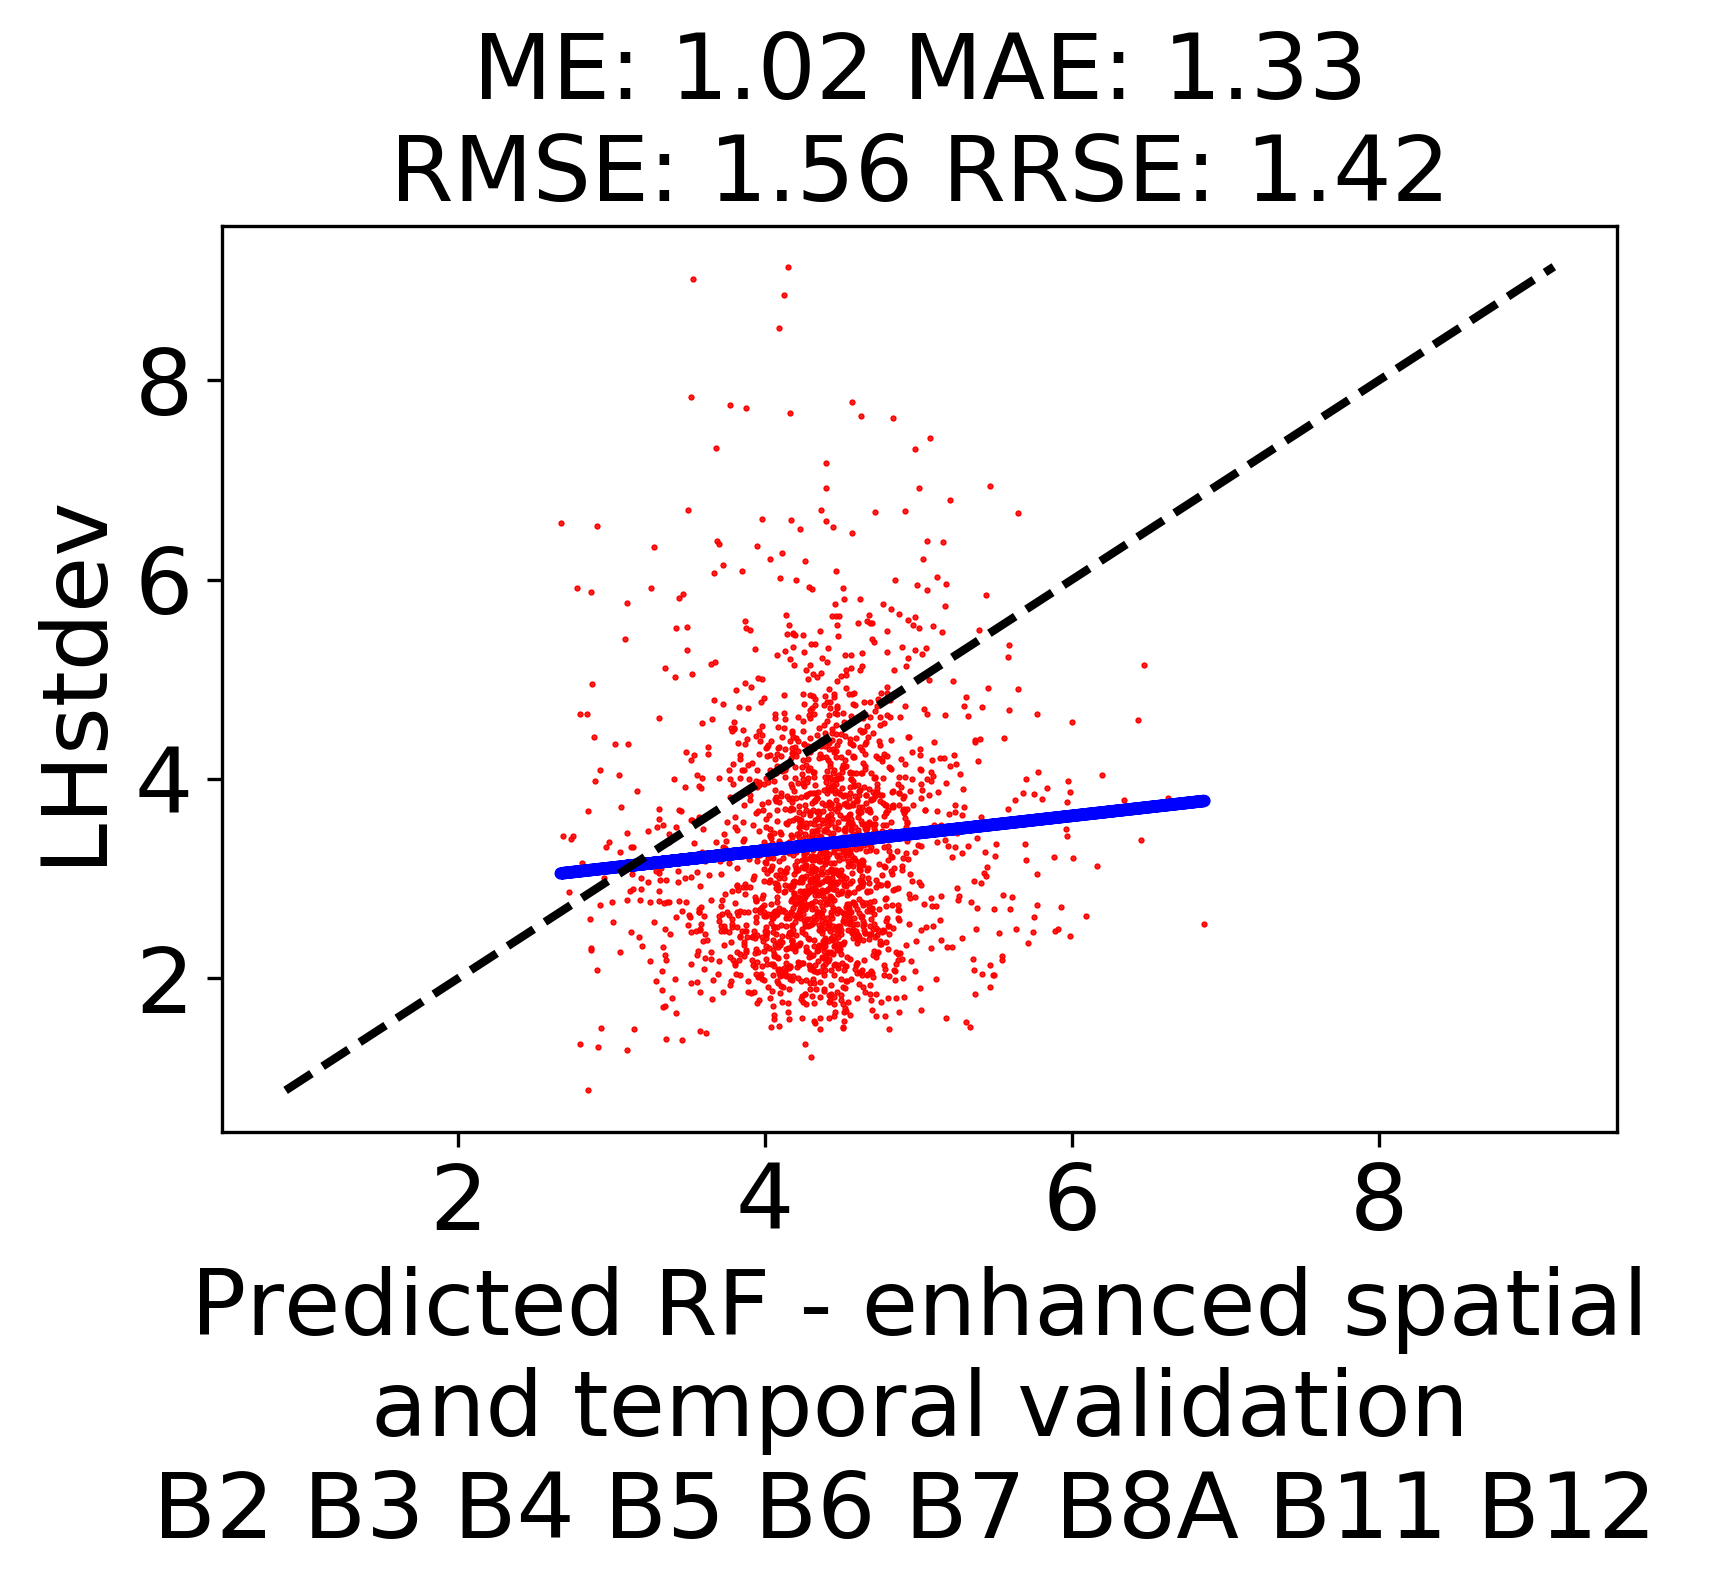 ME: 1.02 MAE: 1.33
RMSE: 1.56 RRSE: 1.42
LHstdev
8
6
4
2
2 4 6 8
Predicted RF - enhanced spatial
and temporal validation
B2 B3 B4 B5 B6 B7 B8A B11 B12